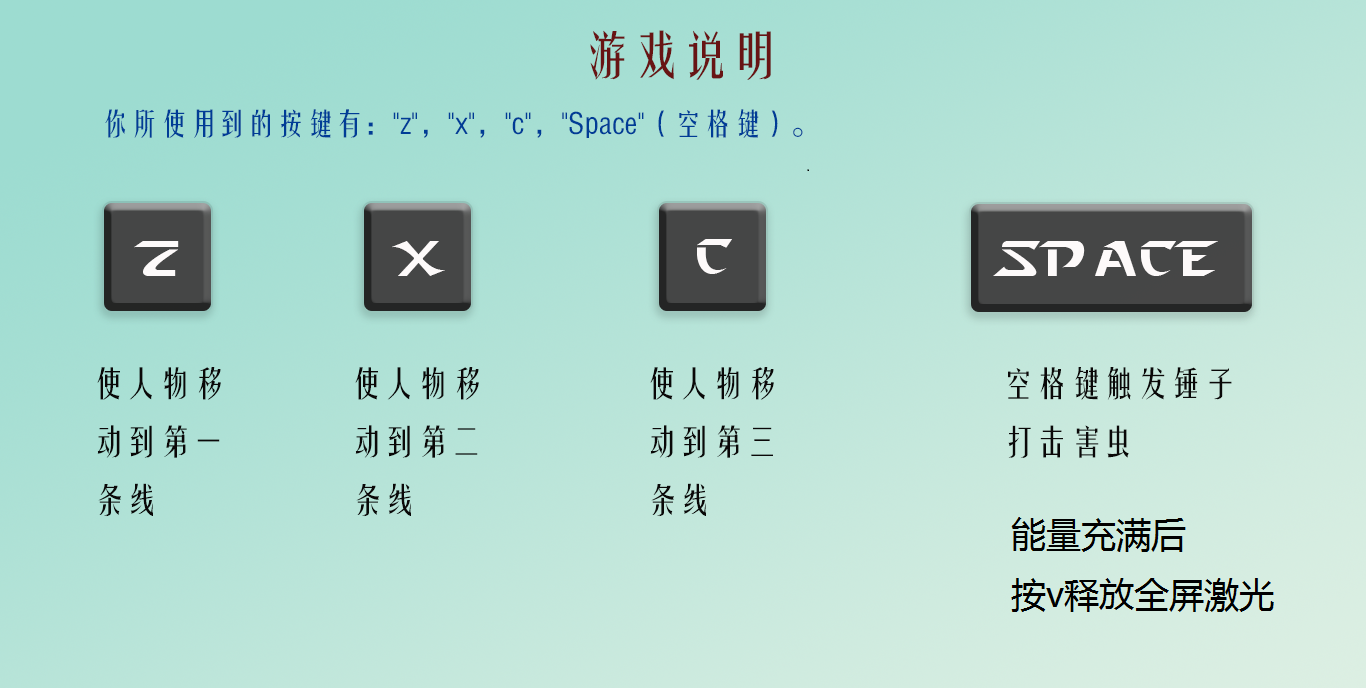 游戏说明
你所使用到的按键有："z"，"x"，"c"，"Space"（空格键）。
Z
X
C
SPACE
使人物移
动到第一
条线
使人物移
动到第二
条线
使人物移
动到第三
条线
空格键触发锤子
打击害虫
能量充满后
按v释放全屏激光